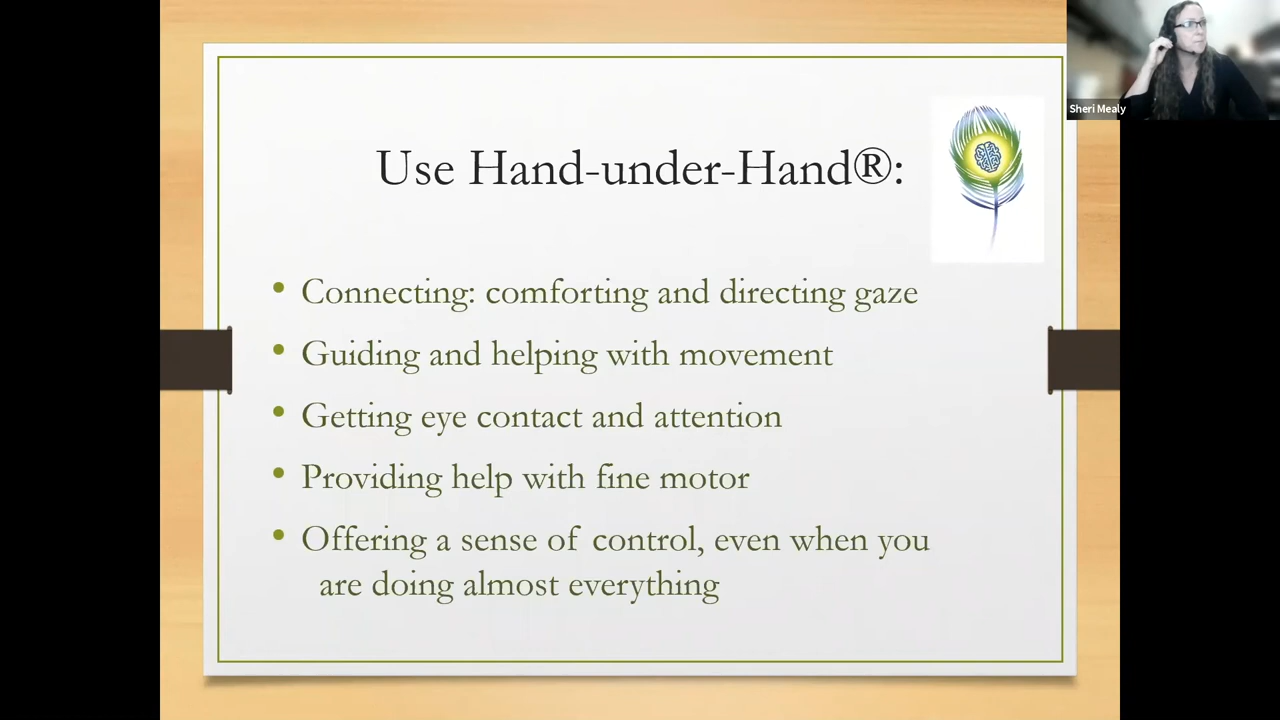 Sheri Mealy
Use Hand-under-Hand®:
• Connecting: comforting and directing gaze
• Guiding and helping with movement
• Getting eye contact and attention
• Providing help with fine motor
• Offering a sense of control, even when you
are doing almost everything